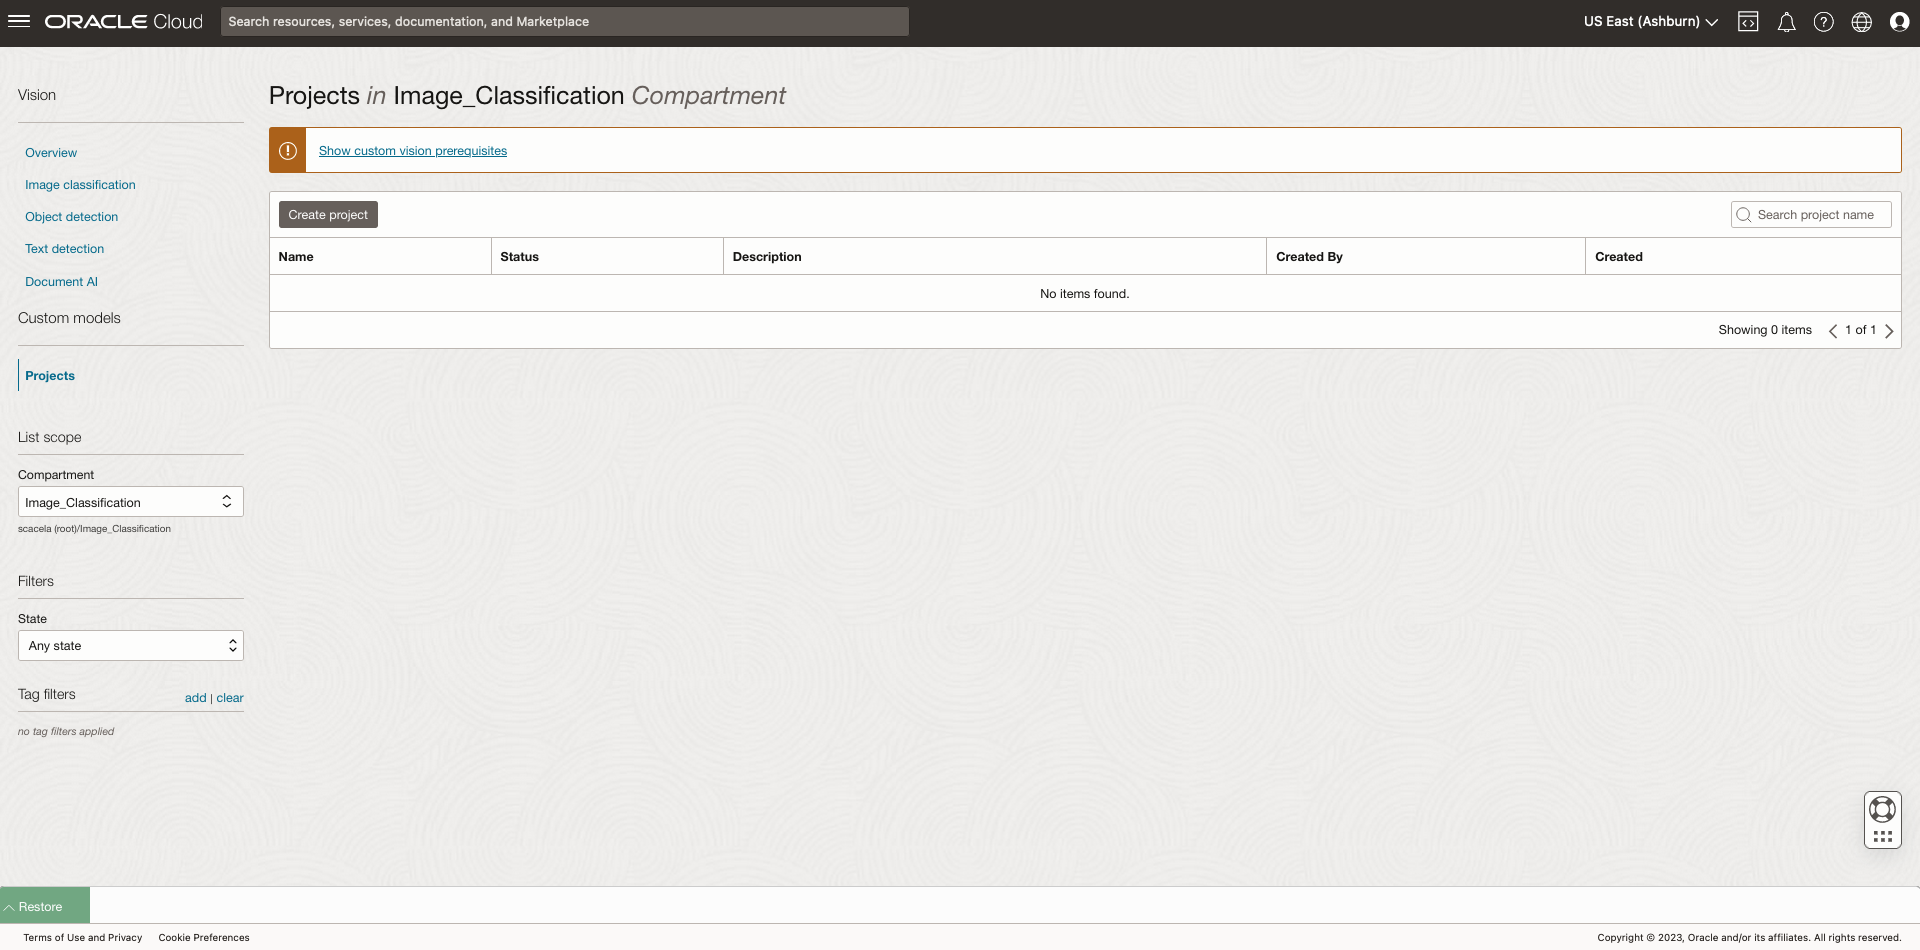 ORACLE Cloud
Search resources, services, documentation, and Marketplace
US East (Ashburn)
Vision
Overview
Image classification
Object detection
Text detection
Document AI
Custom models
Projects
List scope
Compartment
Image_Classification
scacela (root)/Image_Classification
Filters
State
Any state
Tag filters
add | clear
no tag filters applied
Projects in Image_Classification Compartment
Show custom vision prerequisites
Create project
Search project name
Name Status Description Created By Created
No items found.
Showing 0 items
1 of 1
Restore
Terms of Use and Privacy
Cookie Preferences
Copyright © 2023, Oracle and/or its affiliates. All rights reserved.